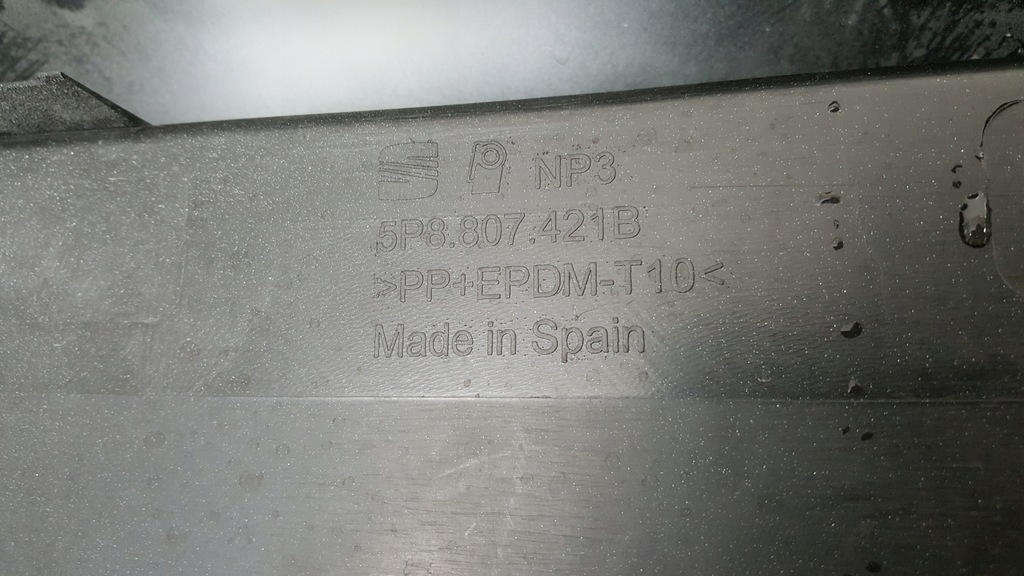 NP3
5P8.807.421B
>PP+EPDM-T10<
Made in Spain